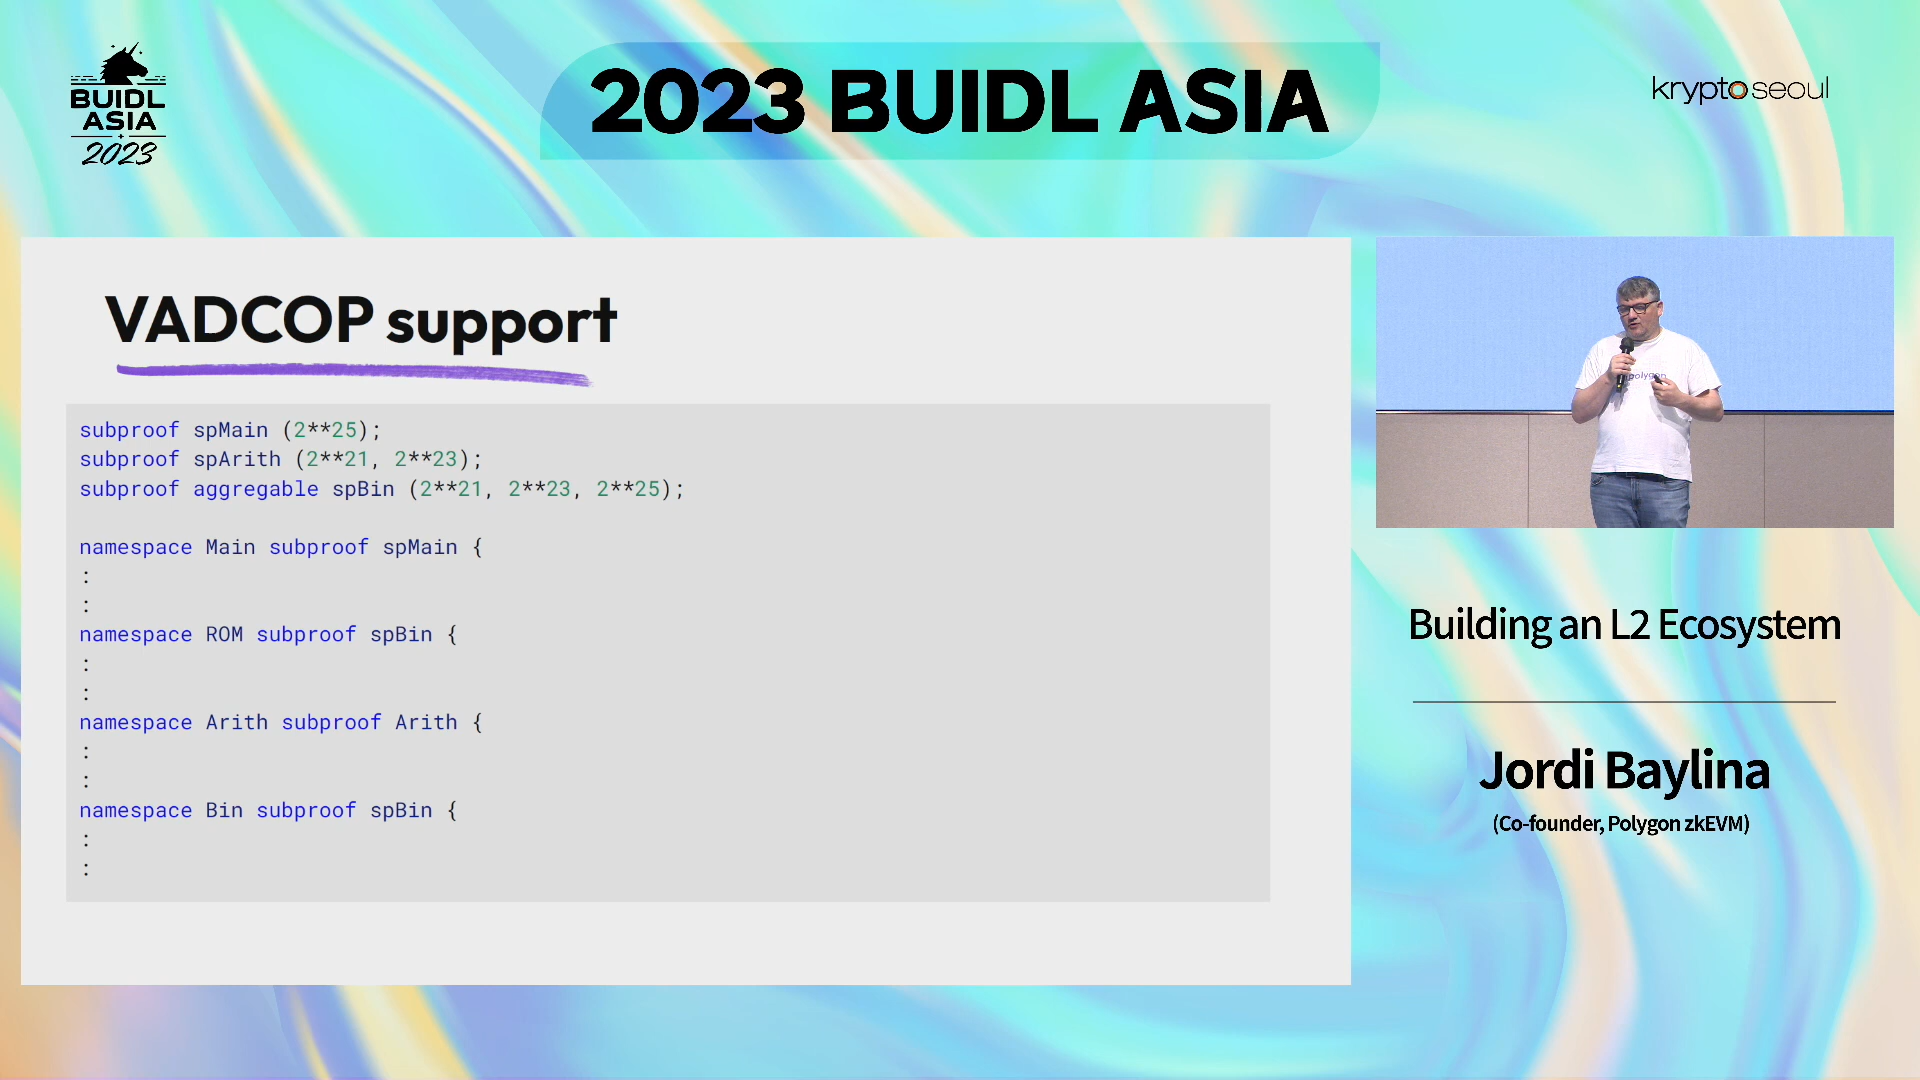 BUIDL
ASIA
2023
2023 BUIDL ASIA
kryptoseoul
VADCOP support
subproof spMain (2**25);
subproof spArith (2**21, 2**23);
subproof aggregable spBin (2**21, 2**23, 2**25);
namespace Main subproof spMain {
:
:
namespace ROM subproof spBin {
:
:
namespace Arith subproof Arith {
:
:
namespace Bin subproof spBin {
:
:
polygon
Building an L2 Ecosystem
Jordi Baylina
(Co-founder, Polygon zkEVM)